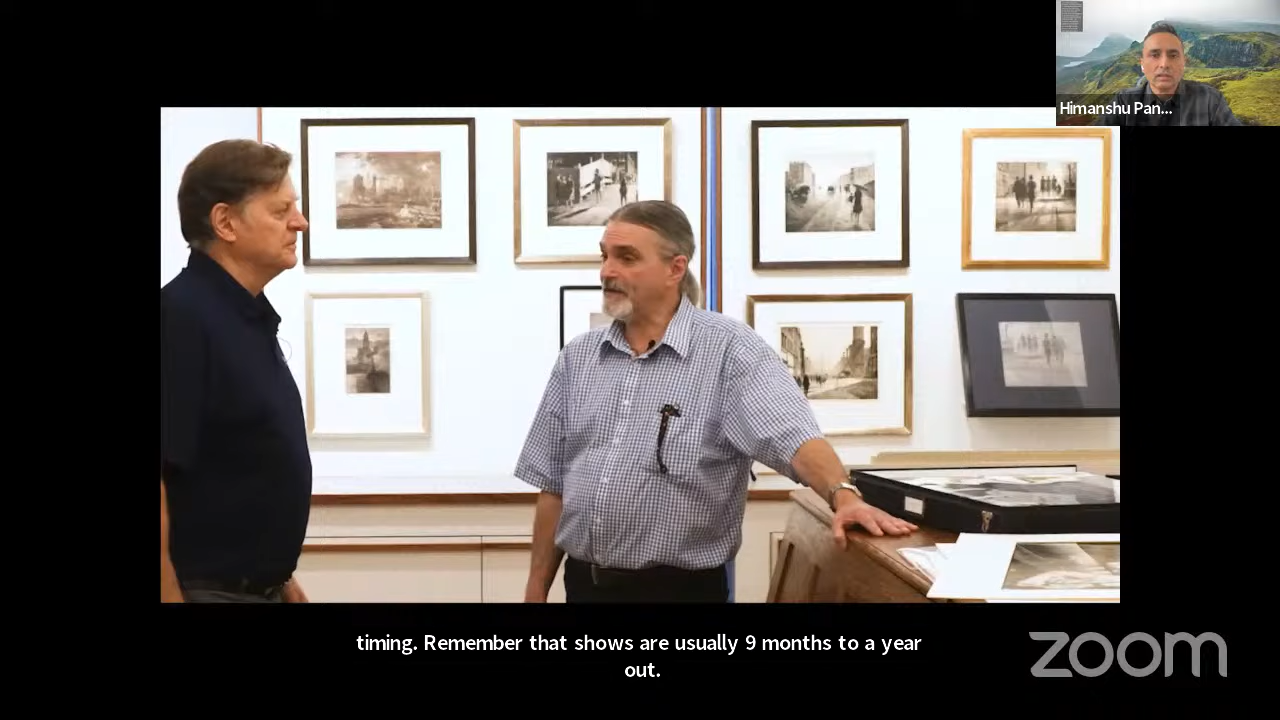 Himanshu Pan...
timing. Remember that shows are usually 9 months to a year
out.
zoom